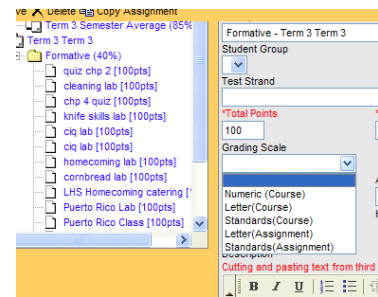 Delete Copy Assignment
Term 3 Semester Average (85%
Term 3 Term 3
Formative (40%)
quiz chp 2 [100pts]
cleaning lab [100pts]
chp 4 quiz [100pts]
knife skills lab [100pts]
ciq lab [100pts]
ciq lab [100pts]
homecoming lab [100pts]
cornbread lab [100pts]
LHS Homecoming catering [
Puerto Rico Lab [100pts]
Puerto Rico Class [100pts]
Formative - Term 3 Term 3
Student Group
Test Strand
*Total Points
100
Grading Scale
Numeric (Course)
Letter(Course)
Standards(Course)
Letter(Assignment)
Standards(Assignment)
Description
Cutting and pasting text from third
B I U